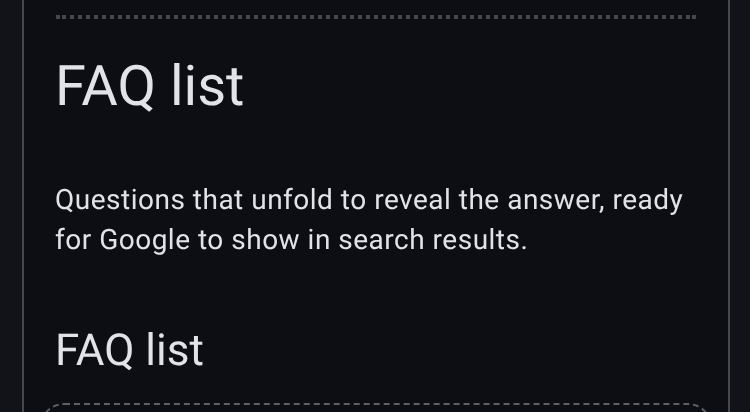 FAQ list
Questions that unfold to reveal the answer, ready
for Google to show in search results.
FAQ list